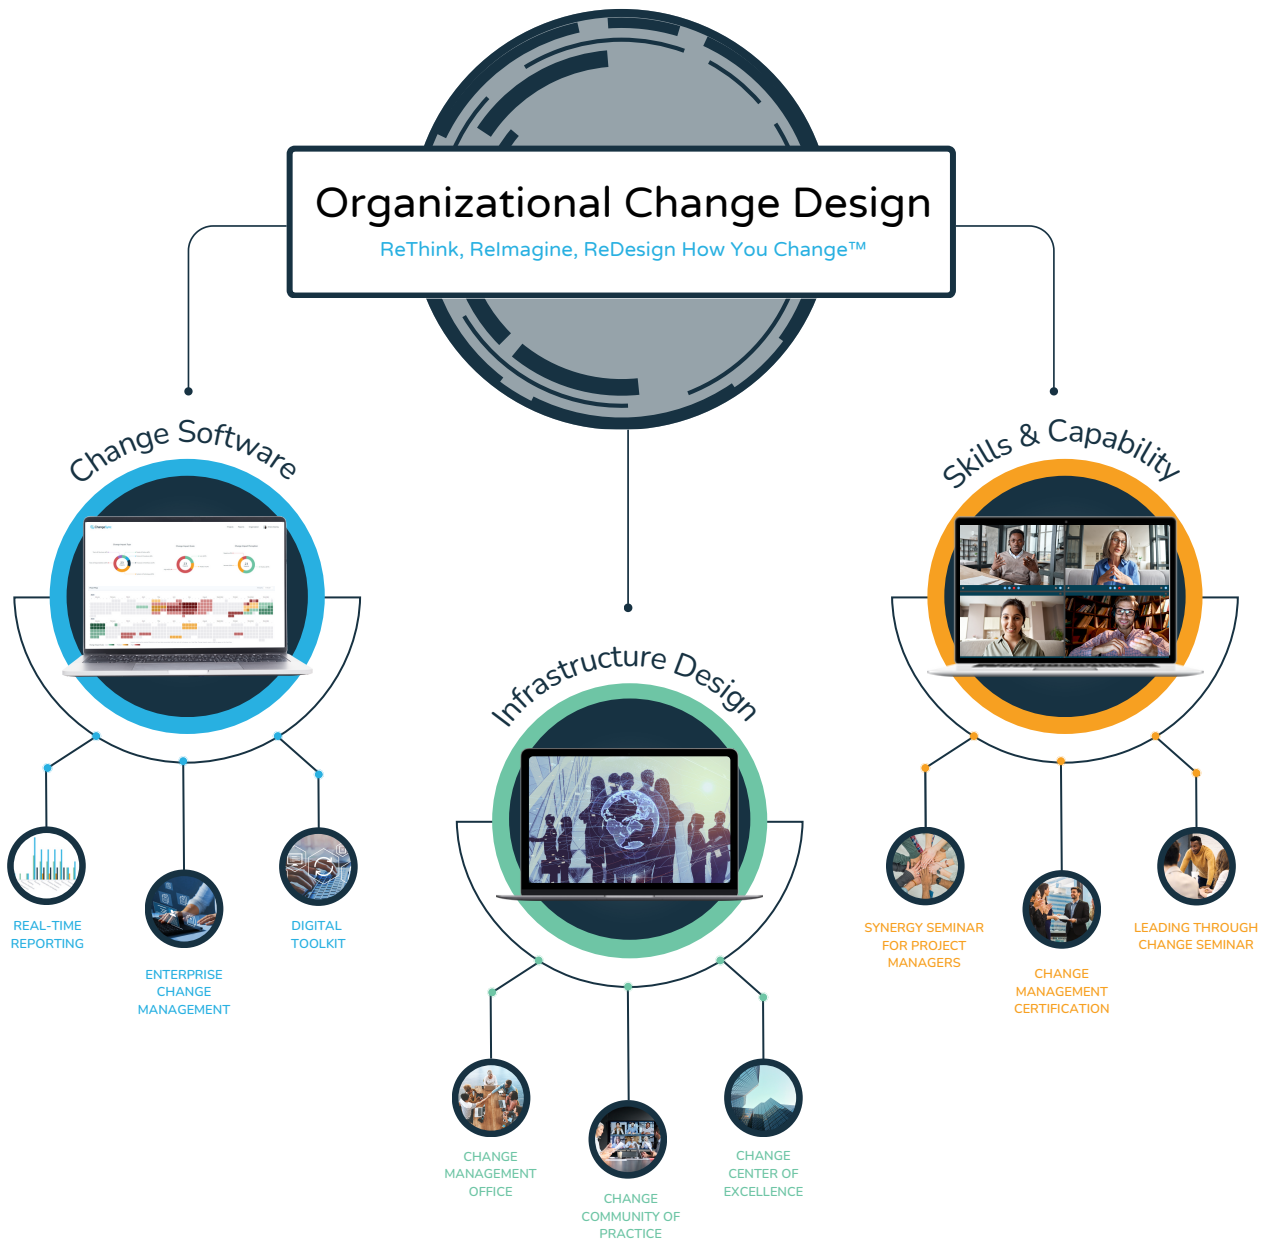 Organizational Change Design
ReThink, ReImagine, ReDesign How You Change™
Change Software
Skills & Capability
Infrastructure Design
REAL-TIME
REPORTING
ENTERPRISE
CHANGE
MANAGEMENT
DIGITAL
TOOLKIT
CHANGE
MANAGEMENT
OFFICE
CHANGE
COMMUNITY OF
PRACTICE
CHANGE
CENTER OF
EXCELLENCE
SYNERGY SEMINAR
FOR PROJECT
MANAGERS
CHANGE
MANAGEMENT
CERTIFICATION
LEADING THROUGH
CHANGE SEMINAR